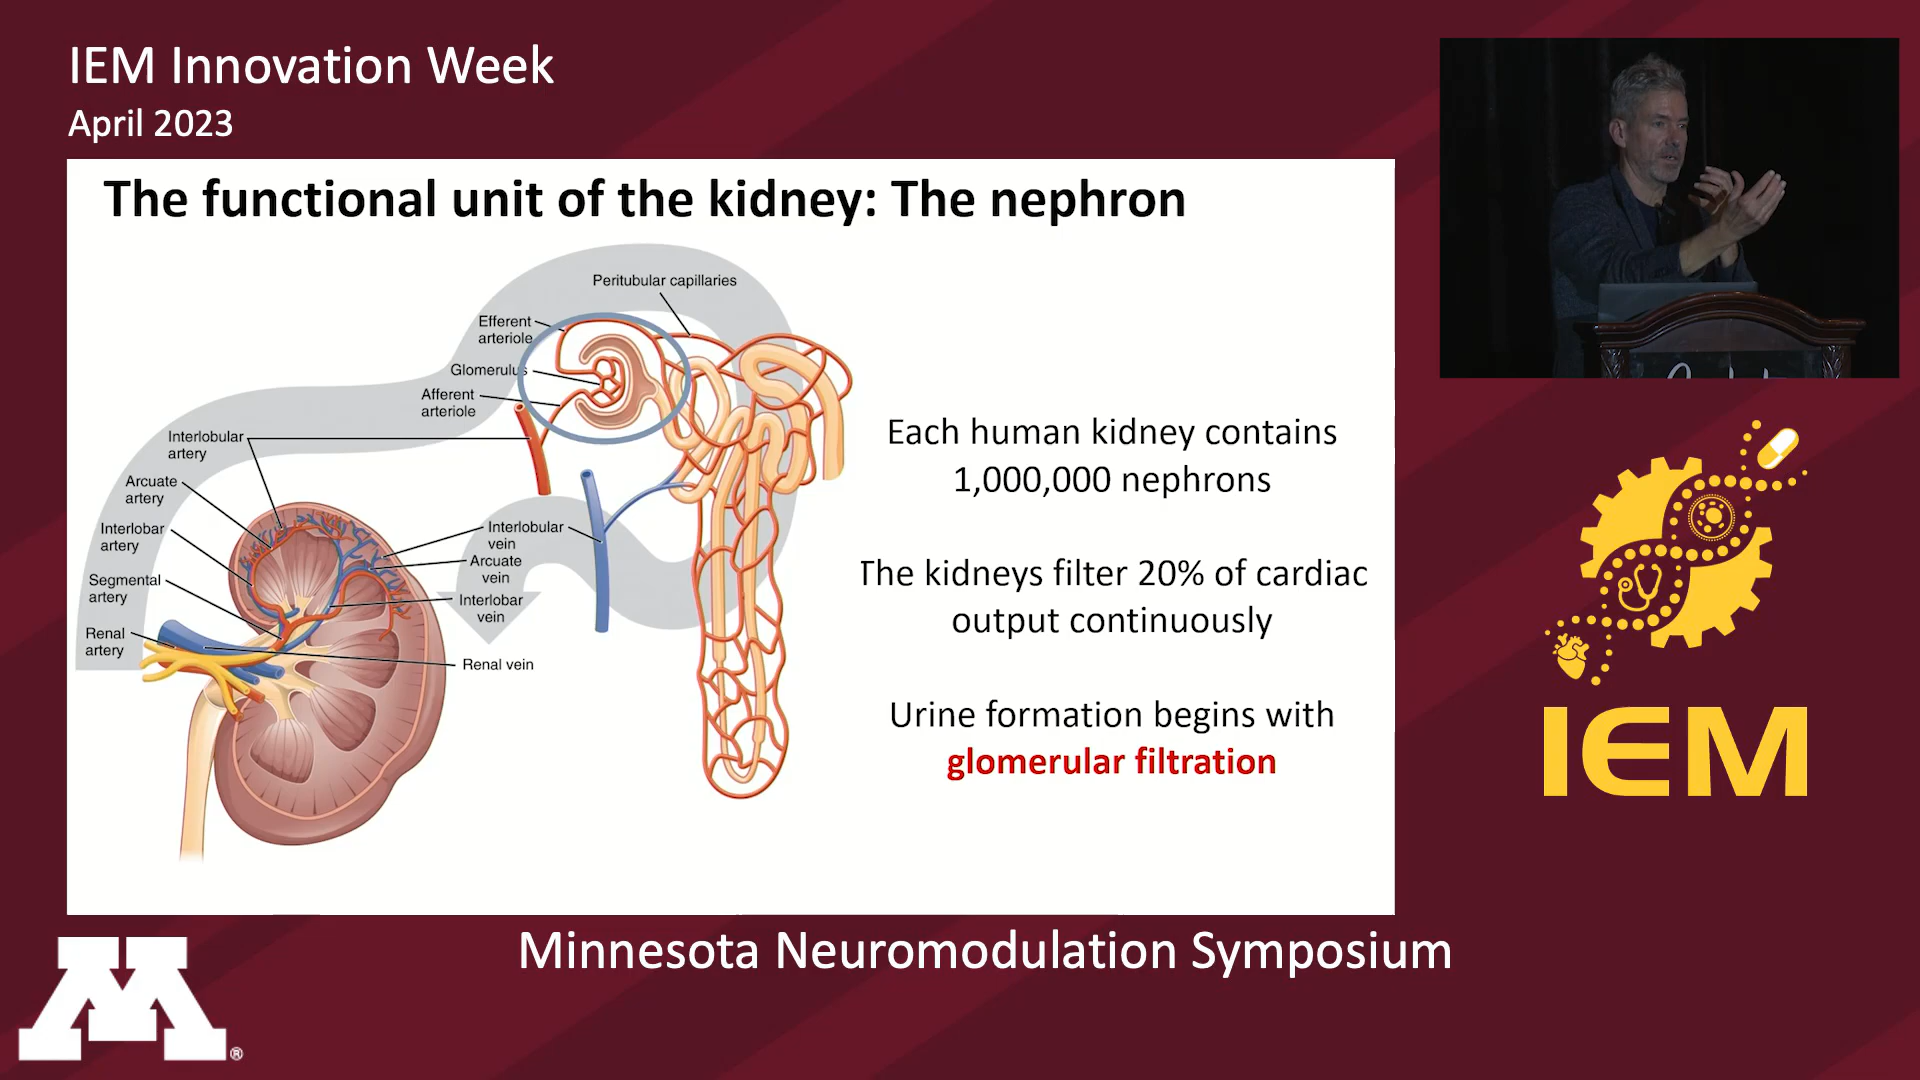 IEM Innovation Week
April 2023
The functional unit of the kidney: The nephron
Peritubular capillaries
Efferent
arteriole
Glomerulus
Afferent
arteriole
Interlobular
artery
Arcuate
artery
Interlobar
artery
Segmental
artery
Renal
artery
Interlobular
vein
Arcuate
vein
Interlobar
vein
Renal vein
Each human kidney contains
1,000,000 nephrons
The kidneys filter 20% of cardiac
output continuously
Urine formation begins with
glomerular filtration
IEM
Minnesota Neuromodulation Symposium
M®